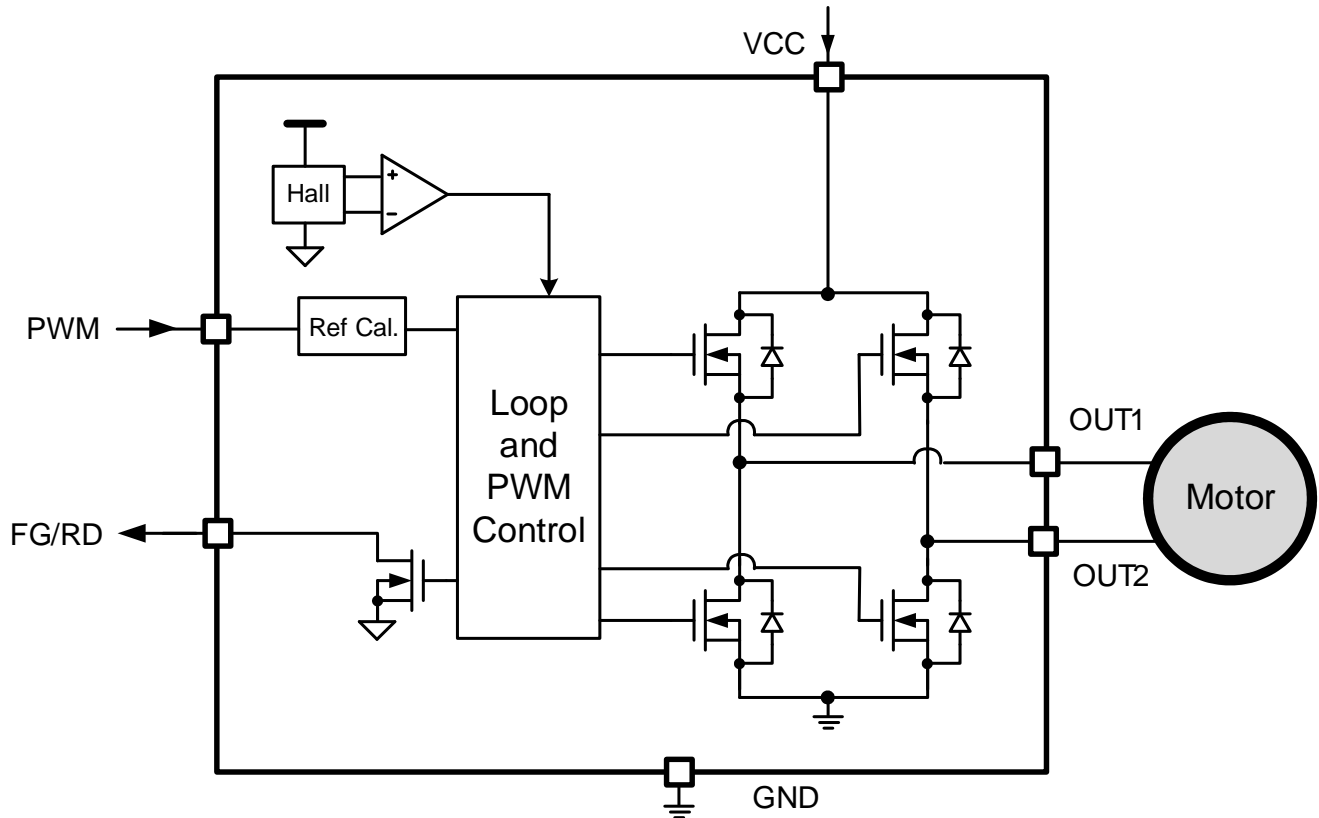 VCC
Hall
+
-
PWM
Ref Cal.
Loop
and
PWM
Control
OUT1
Motor
FG/RD
OUT2
GND